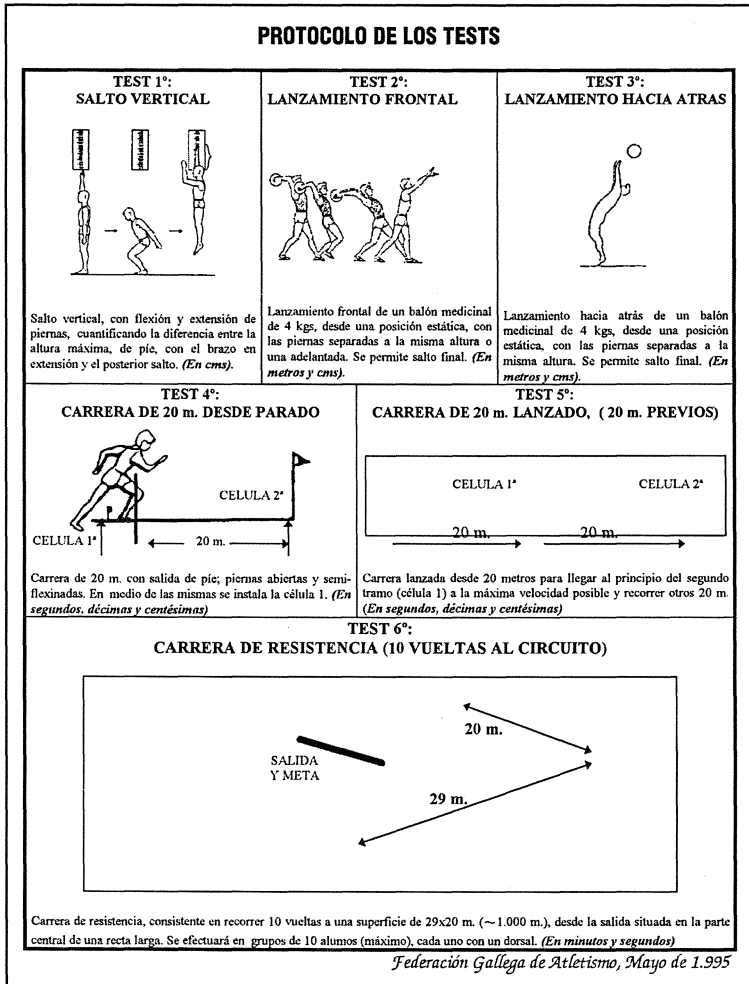 PROTOCOLO DE LOS TESTS
TEST 1º:
SALTO VERTICAL
Salto vertical, con flexión y extensión de
piernas, cuantificando la diferencia entre la
altura máxima, de píe, con el brazo en
extensión y el posterior salto. (En cms).
TEST 2º:
LANZAMIENTO FRONTAL
Lanzamiento frontal de un balón medicinal
de 4 kgs, desde una posición estática, con
las piernas separadas a la misma altura o
una adelantada. Se permite salto final. (En
metros y cms).
TEST 3º:
LANZAMIENTO HACIA ATRAS
Lanzamiento hacia atrás de un balón
medicinal de 4 kgs, desde una posición
estática, con las piernas separadas a la
misma altura. Se permite salto final. (En
metros y cms).
TEST 4º:
CARRERA DE 20 m. DESDE PARADO
CELULA 2ª
CELULA 1ª
20 m.
Carrera de 20 m. con salida de píe; piernas abiertas y semi-
flexinadas. En medio de las mismas se instala la célula 1. (En
segundos, décimas y centésimas)
TEST 5º:
CARRERA DE 20 m. LANZADO, ( 20 m. PREVIOS)
CELULA 1ª
CELULA 2ª
20 m.
20 m.
Carrera lanzada desde 20 metros para llegar al principio del segundo
tramo (célula 1) a la máxima velocidad posible y recorrer otros 20 m.
(En segundos, décimas y centésimas)
TEST 6º:
CARRERA DE RESISTENCIA (10 VUELTAS AL CIRCUITO)
20 m.
SALIDA
Y META
29 m.
Carrera de resistencia, consistente en recorrer 10 vueltas a una superficie de 29x20 m. (~1.000 m.), desde la salida situada en la parte
central de una recta larga. Se efectuará en grupos de 10 alumos (máximo), cada uno con un dorsal. (En minutos y segundos)
Federación Gallega de Atletismo, Mayo de 1.995